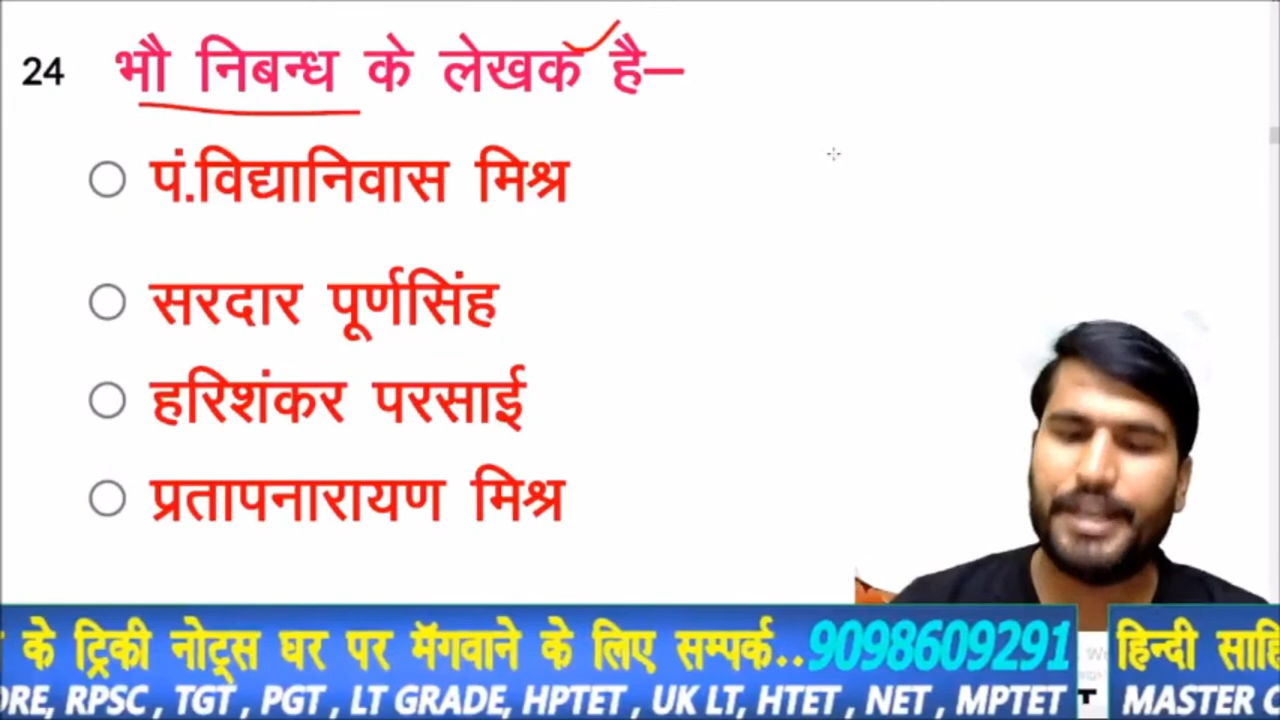 24 भौ निबन्ध के लेखक है–
पं.विद्यानिवास मिश्र
सरदार पूर्णसिंह
हरिशंकर परसाई
प्रतापनारायण मिश्र
के ट्रिकी नोट्स घर पर मॅगवाने के लिए सम्पर्क..9098609291 हिन्दी साहि
ORE, RPSC , TGT , PGT , LT GRADE, HPTET , UK LT, HTET , NET , MPTET MASTER C